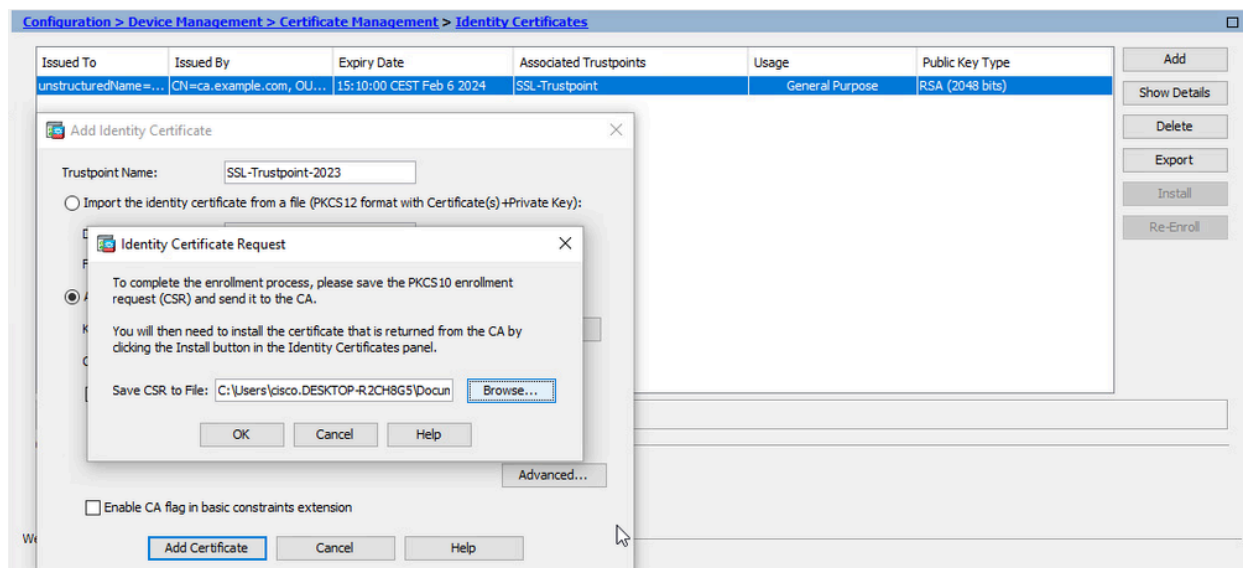 Configuration > Device Management > Certificate Management > Identity Certificates
Issued To Issued By Expiry Date Associated Trustpoints Usage Public Key Type
unstructuredName=... CN=ca.example.com, OU... 15:10:00 CEST Feb 6 2024 SSL-Trustpoint General Purpose RSA (2048 bits)
Add
Show Details
Delete
Export
Install
Re-Enroll
Add Identity Certificate
Trustpoint Name: SSL-Trustpoint-2023
Import the identity certificate from a file (PKCS12 format with Certificate(s)+Private Key):
Identity Certificate Request
To complete the enrollment process, please save the PKCS10 enrollment
request (CSR) and send it to the CA.
You will then need to install the certificate that is returned from the CA by
clicking the Install button in the Identity Certificates panel.
Save CSR to File: C:\Users\cisco.DESKTOP-R2CH8G5\Docun Browse...
OK Cancel Help
Advanced...
Enable CA flag in basic constraints extension
Add Certificate Cancel Help